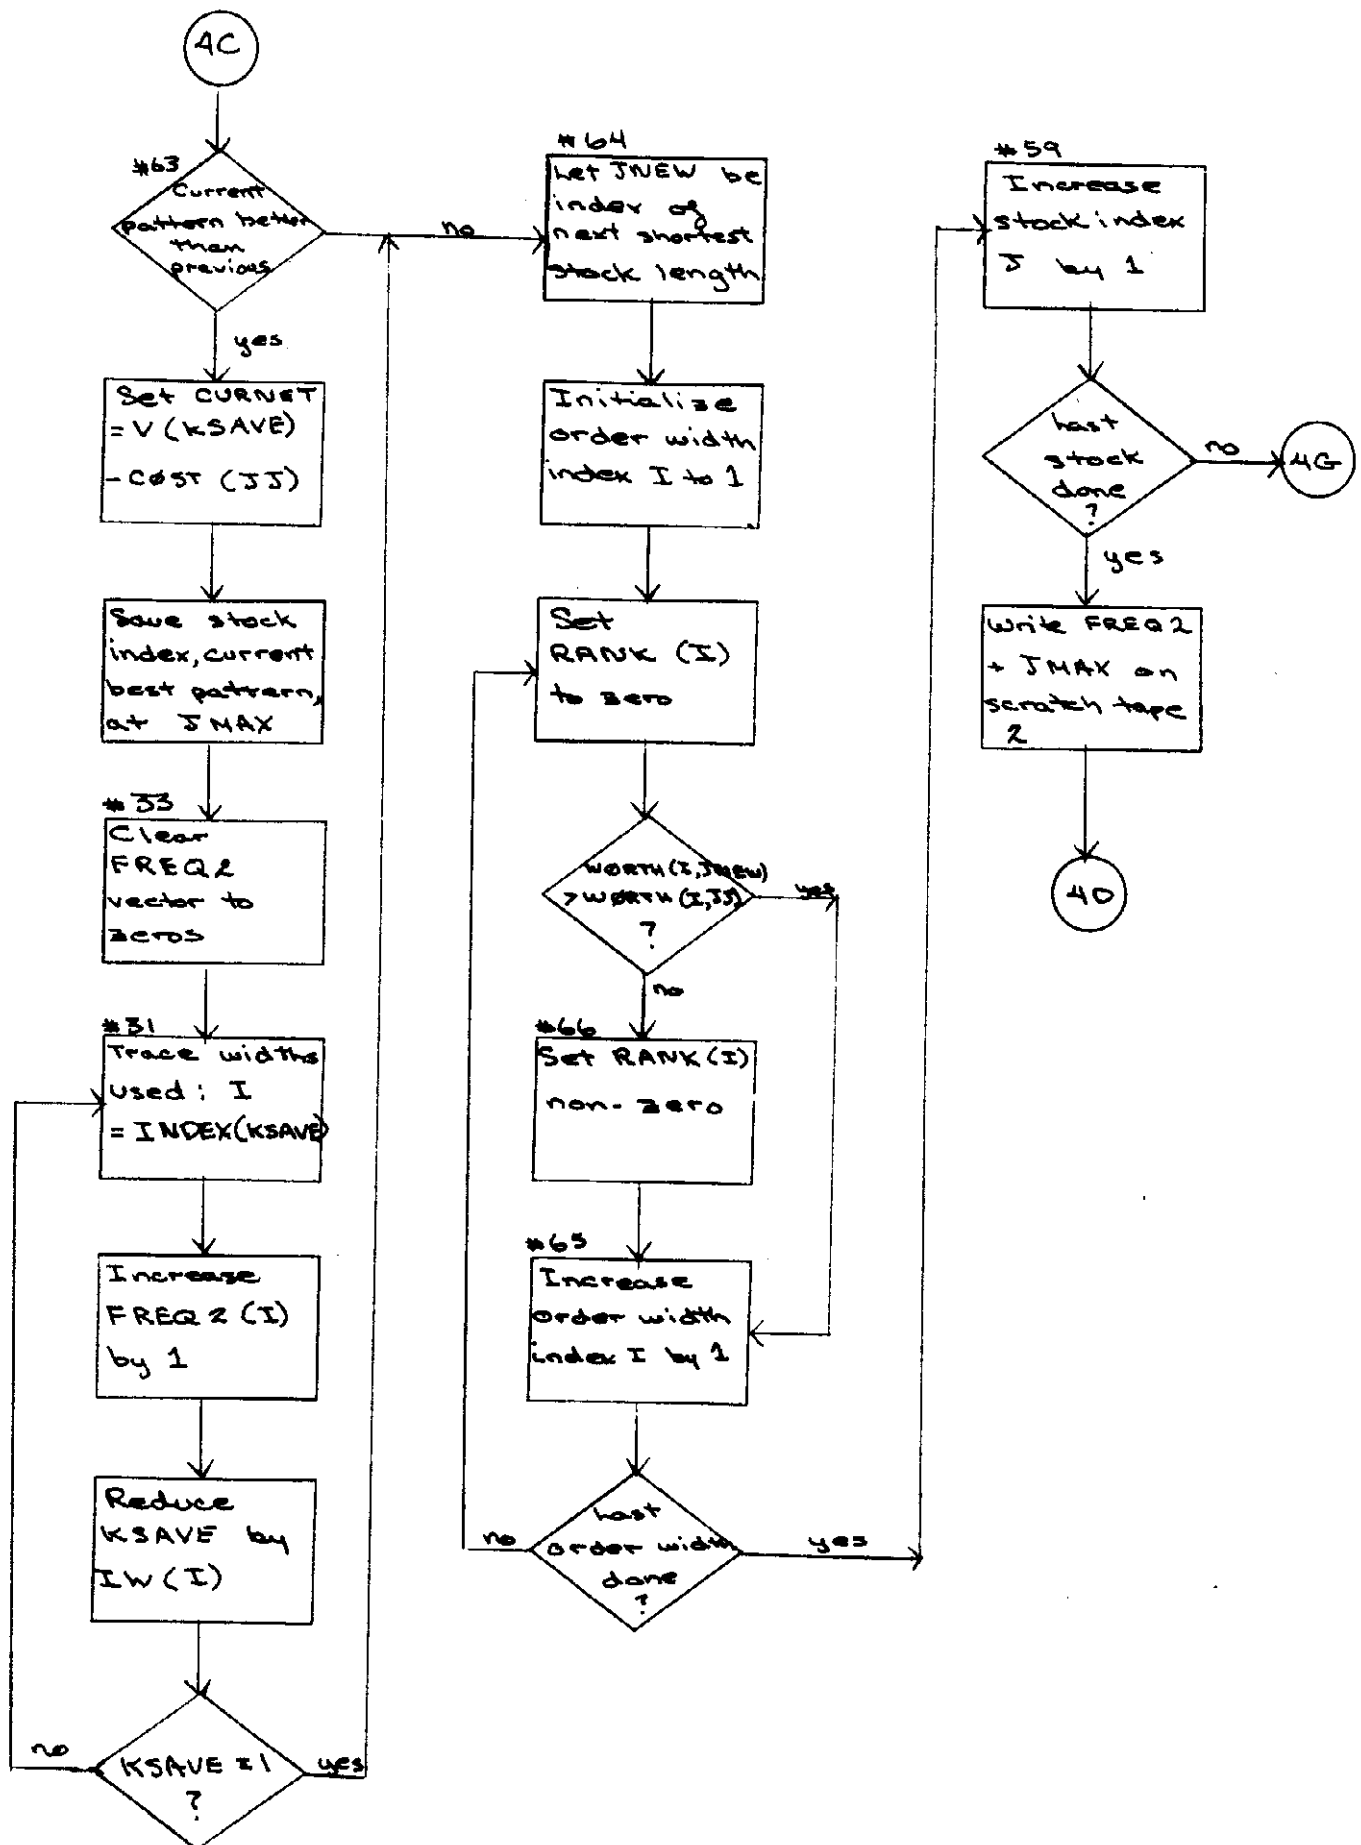 4C
#63
Current
pattern better
than
previous
no
yes
Set CURNET
= V (KSAVE)
- CØST (JJ)
Save stock
index, current
best pattern,
at JMAX
#33
Clear
FREQ2
vector to
zeros
#31
Trace widths
used: I
= INDEX(KSAVE)
Increase
FREQ2 (I)
by 1
Reduce
KSAVE by
IW (I)
no
KSAVE = 1
?
yes
#64
Let JNEW be
index of
next shortest
stock length
Initialize
order width
index I to 1
Set
RANK (I)
to zero
WØRTH (I,JNEW)
> WØRTH (I,JJ)
?
yes
no
#66
Set RANK (I)
non-zero
#65
Increase
order width
index I by 1
no
Last
order width
done
?
yes
#59
Increase
stock index
J by 1
Last
stock
done
?
no
4G
yes
Write FREQ2
+ JMAX on
scratch tape
2
4D